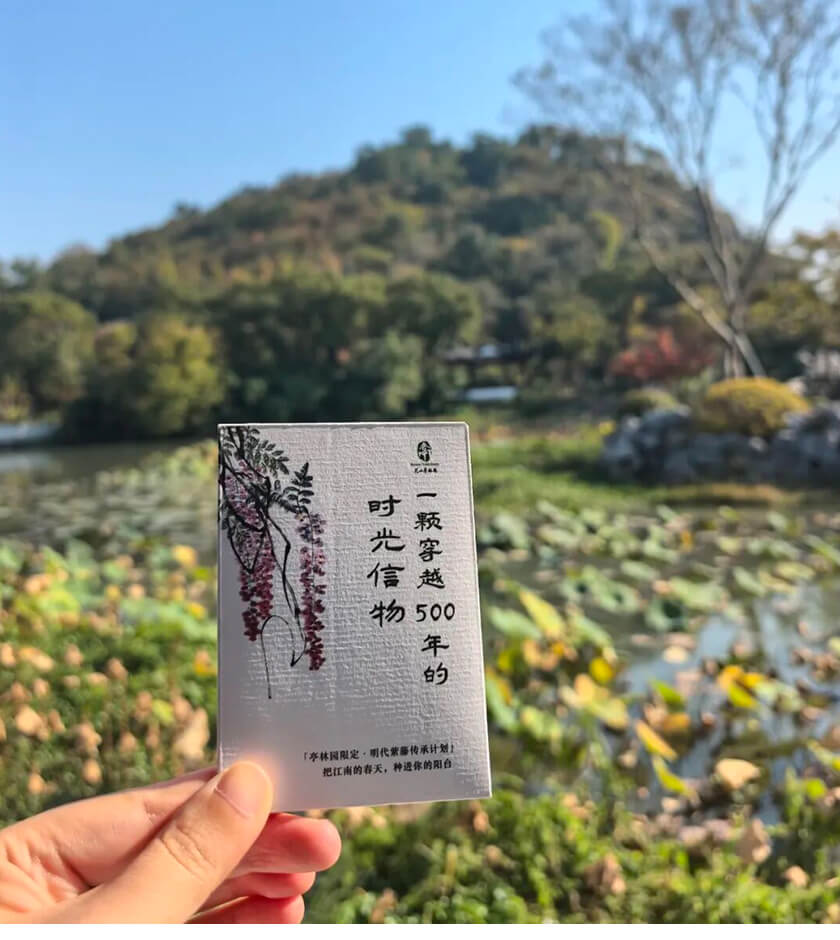 一颗穿越500年的
时光信物
「亭林园限定·明代紫藤传承计划」
把江南的春天，种进你的阳台